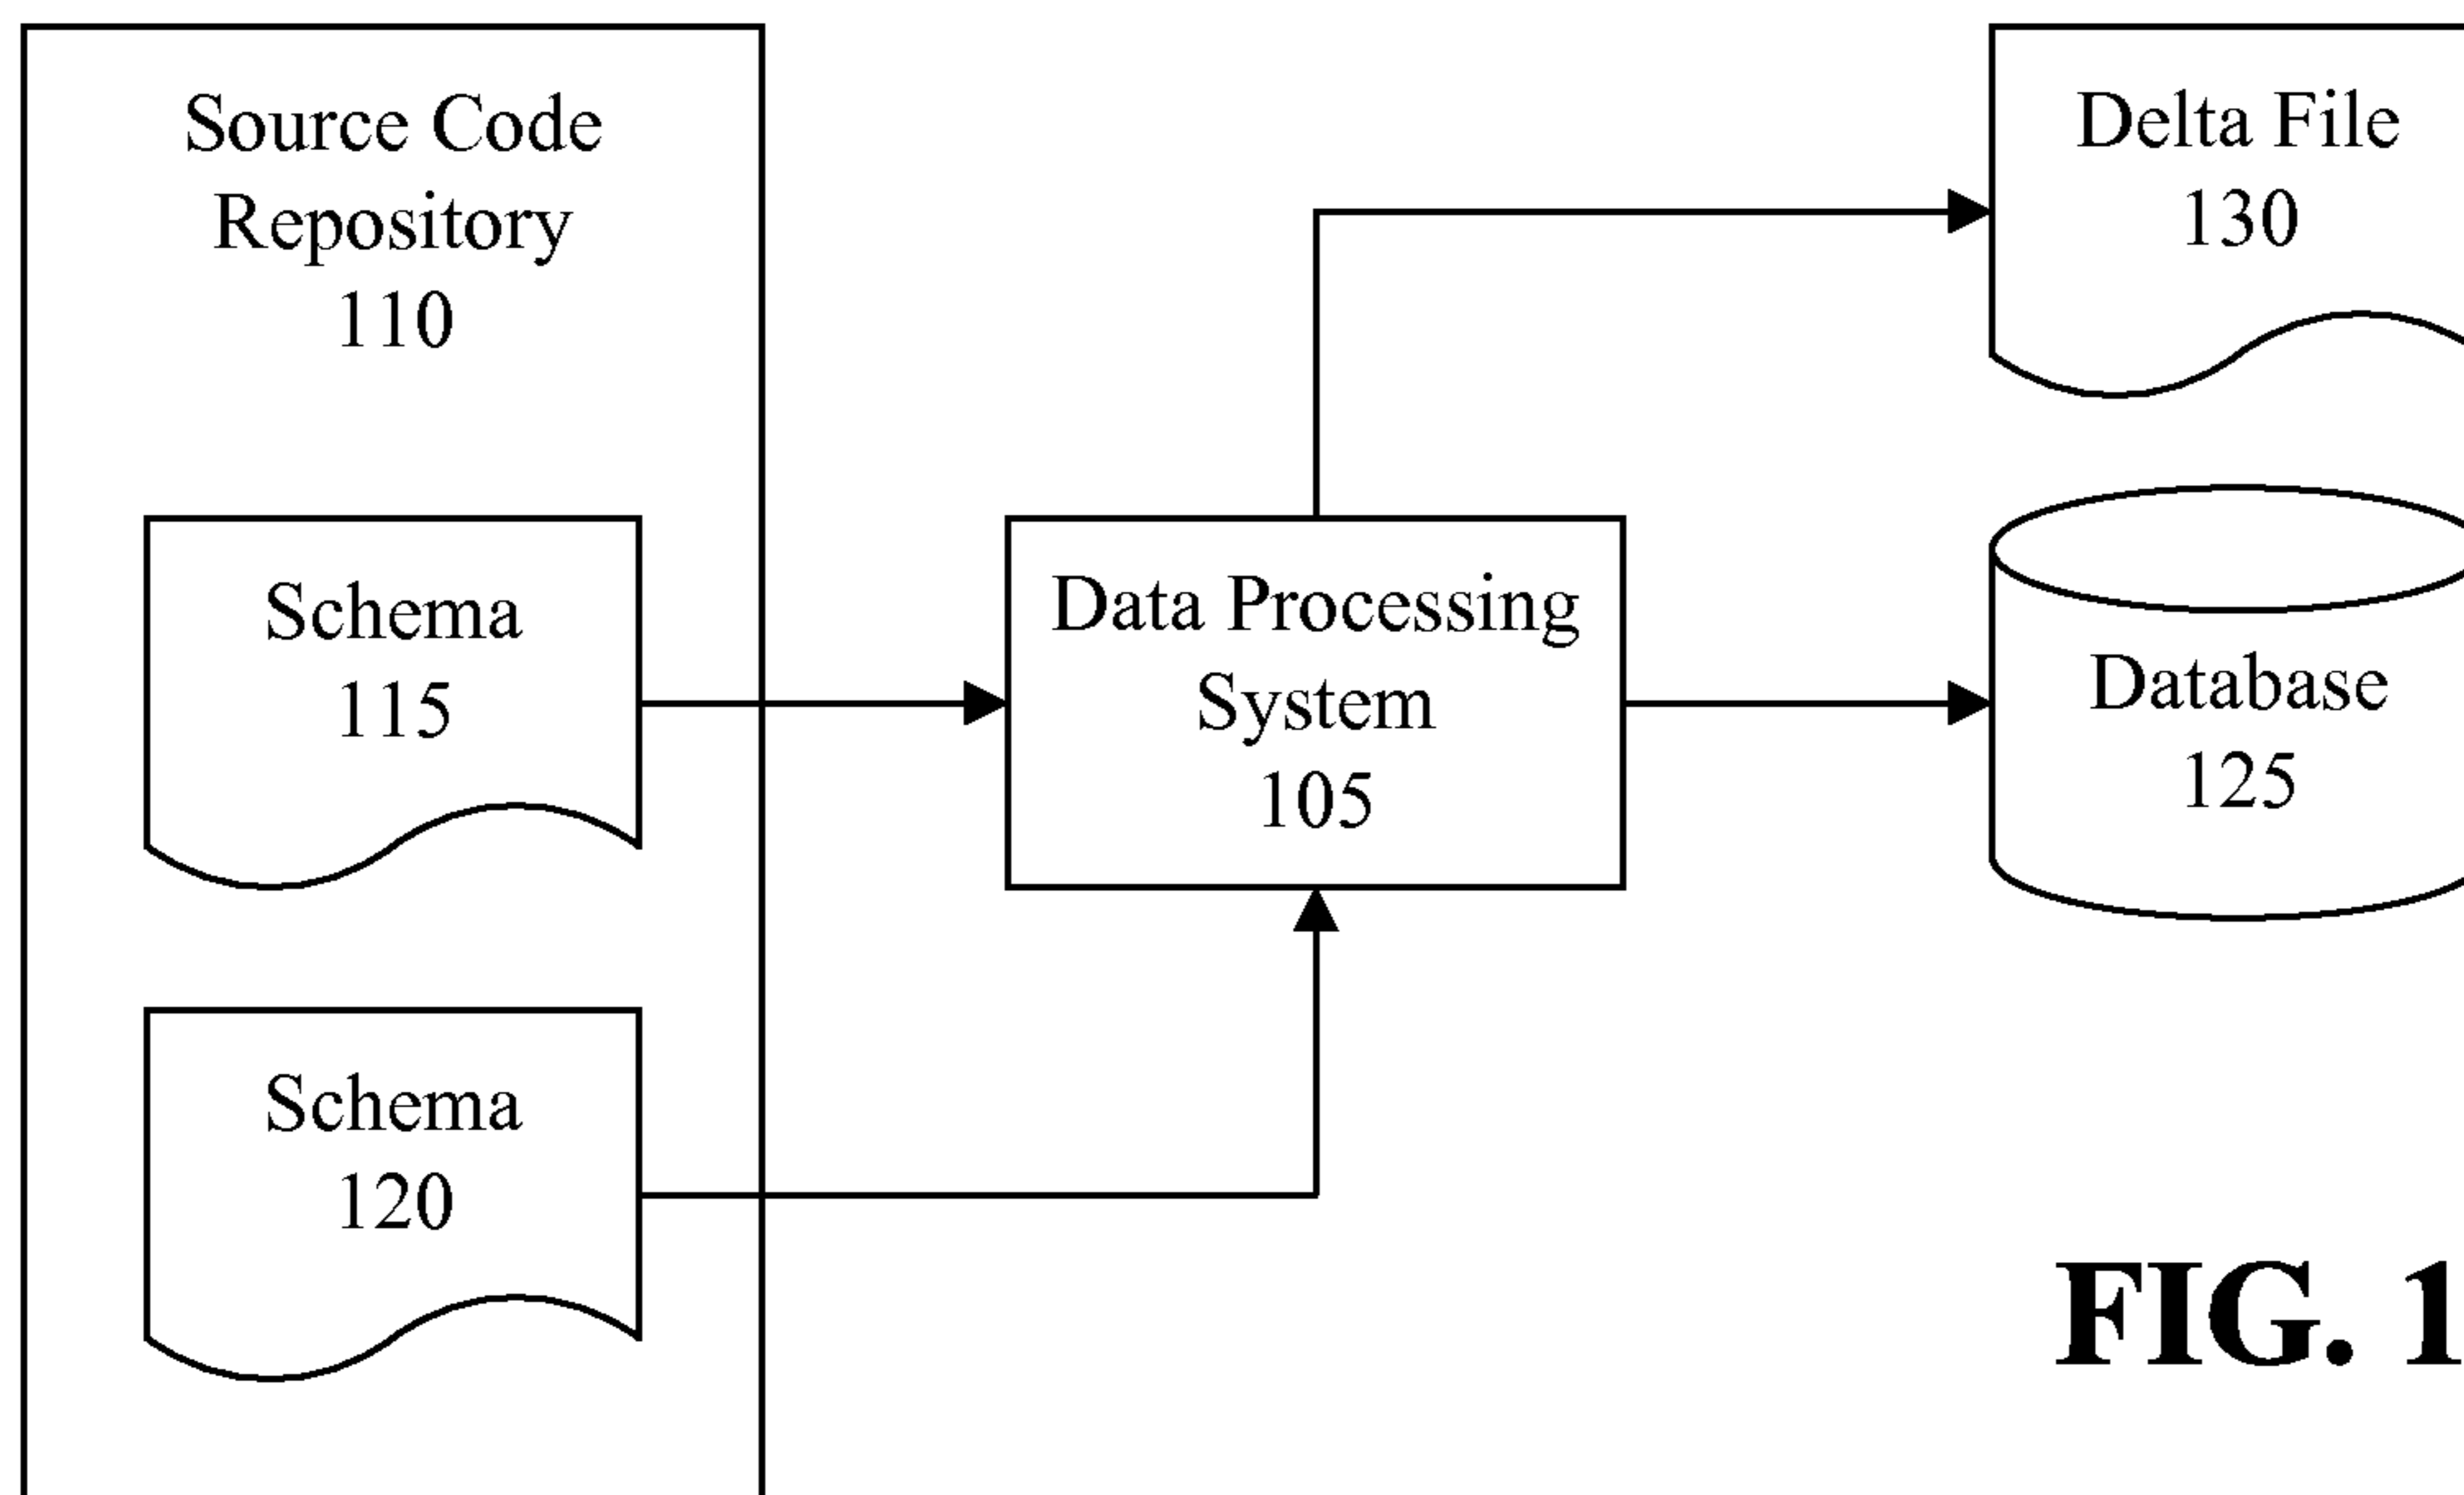 Source Code
Repository
110
Schema
115
Schema
120
Data Processing
System
105
Delta File
130
Database
125
FIG. 1